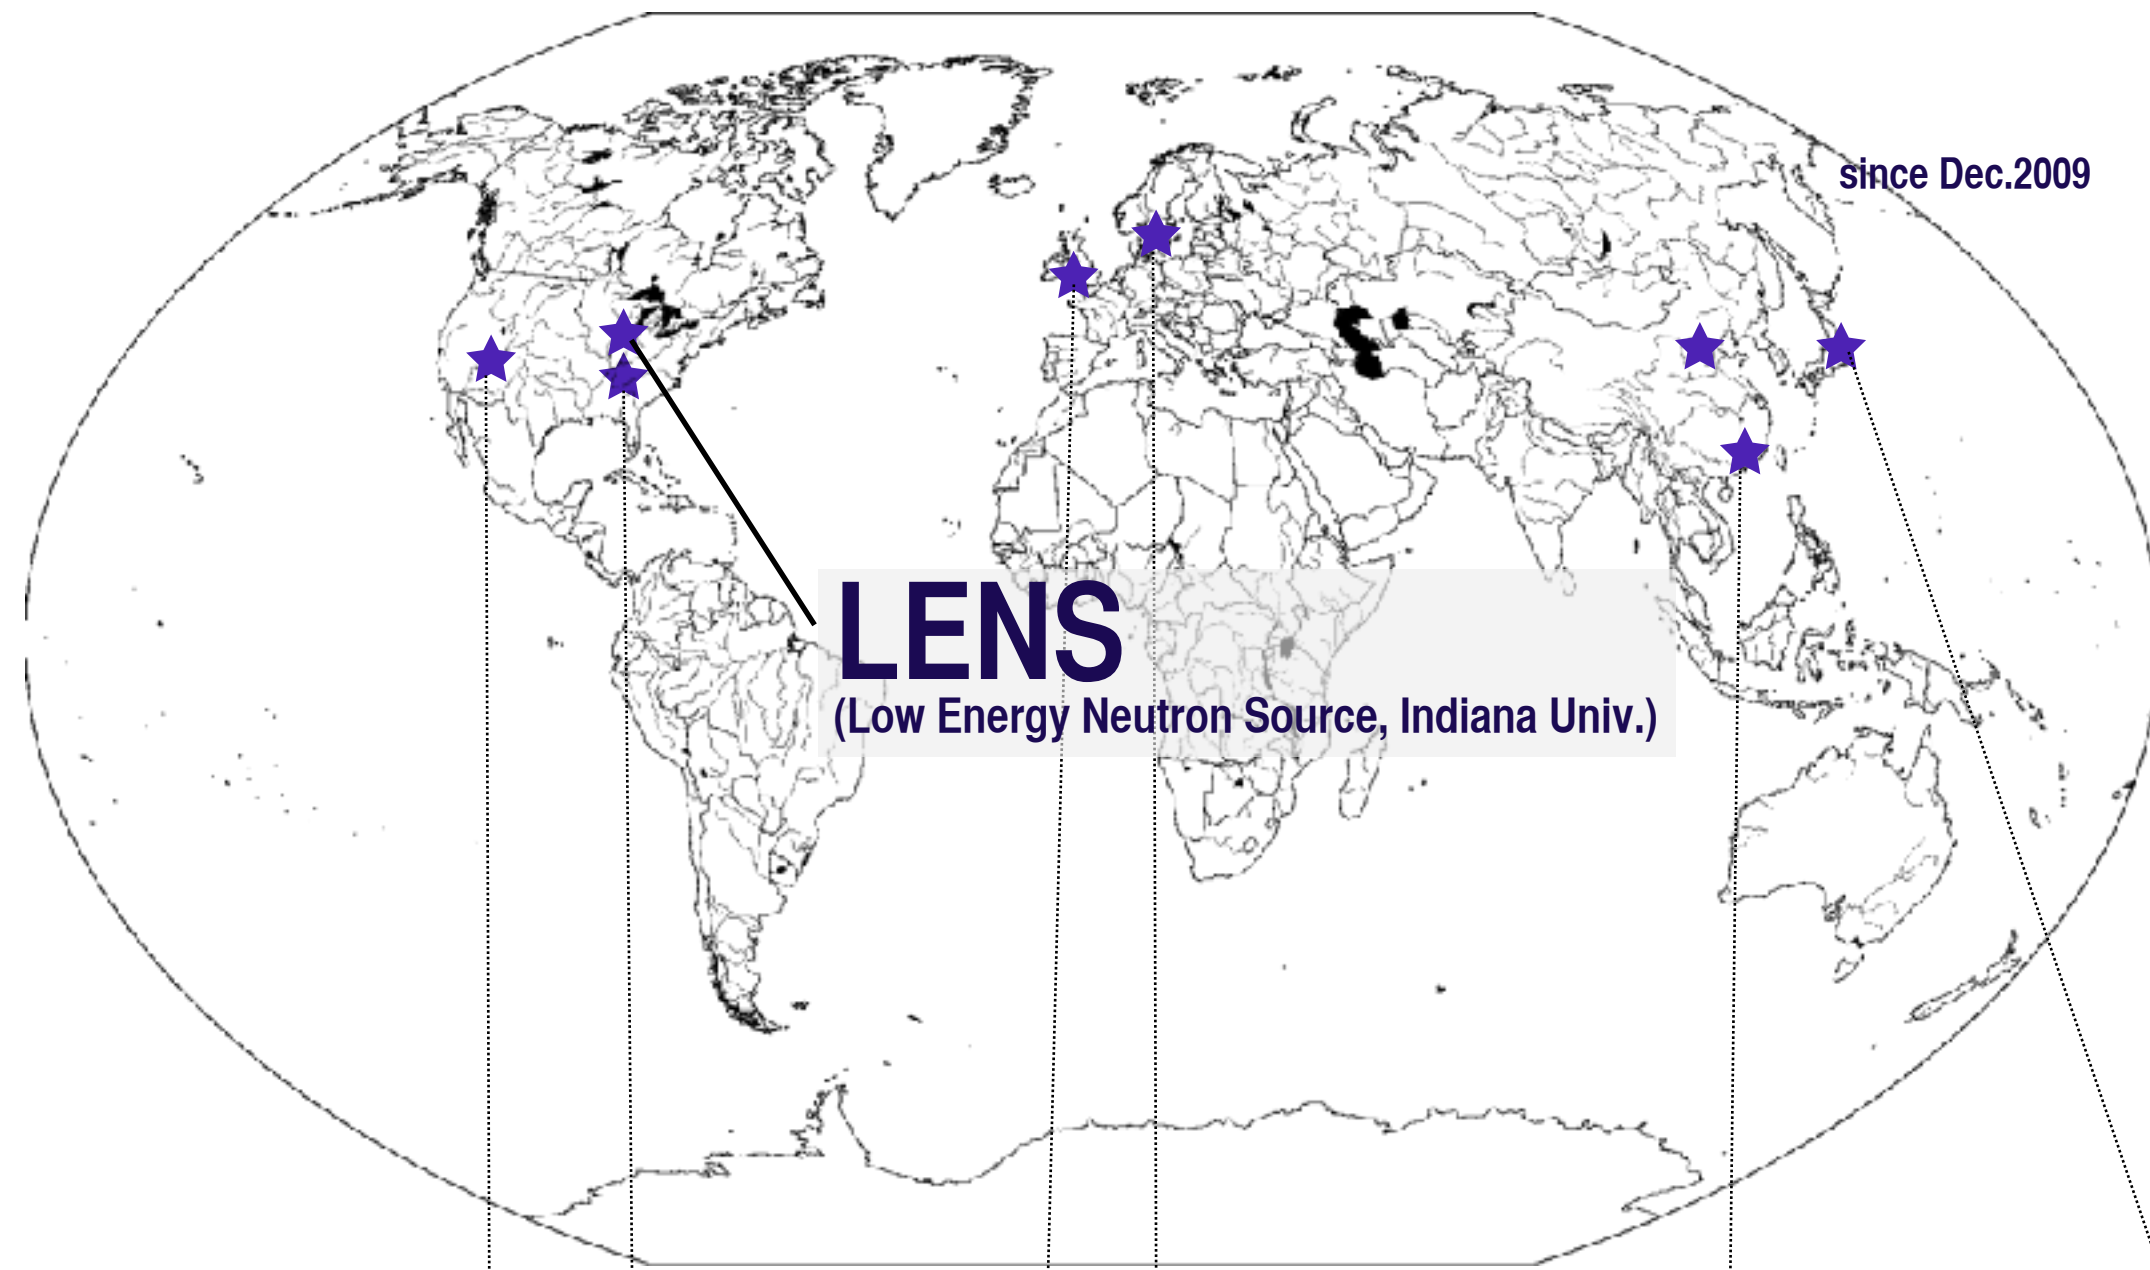 since Dec.2009
LENS
(Low Energy Neutron Source, Indiana Univ.)